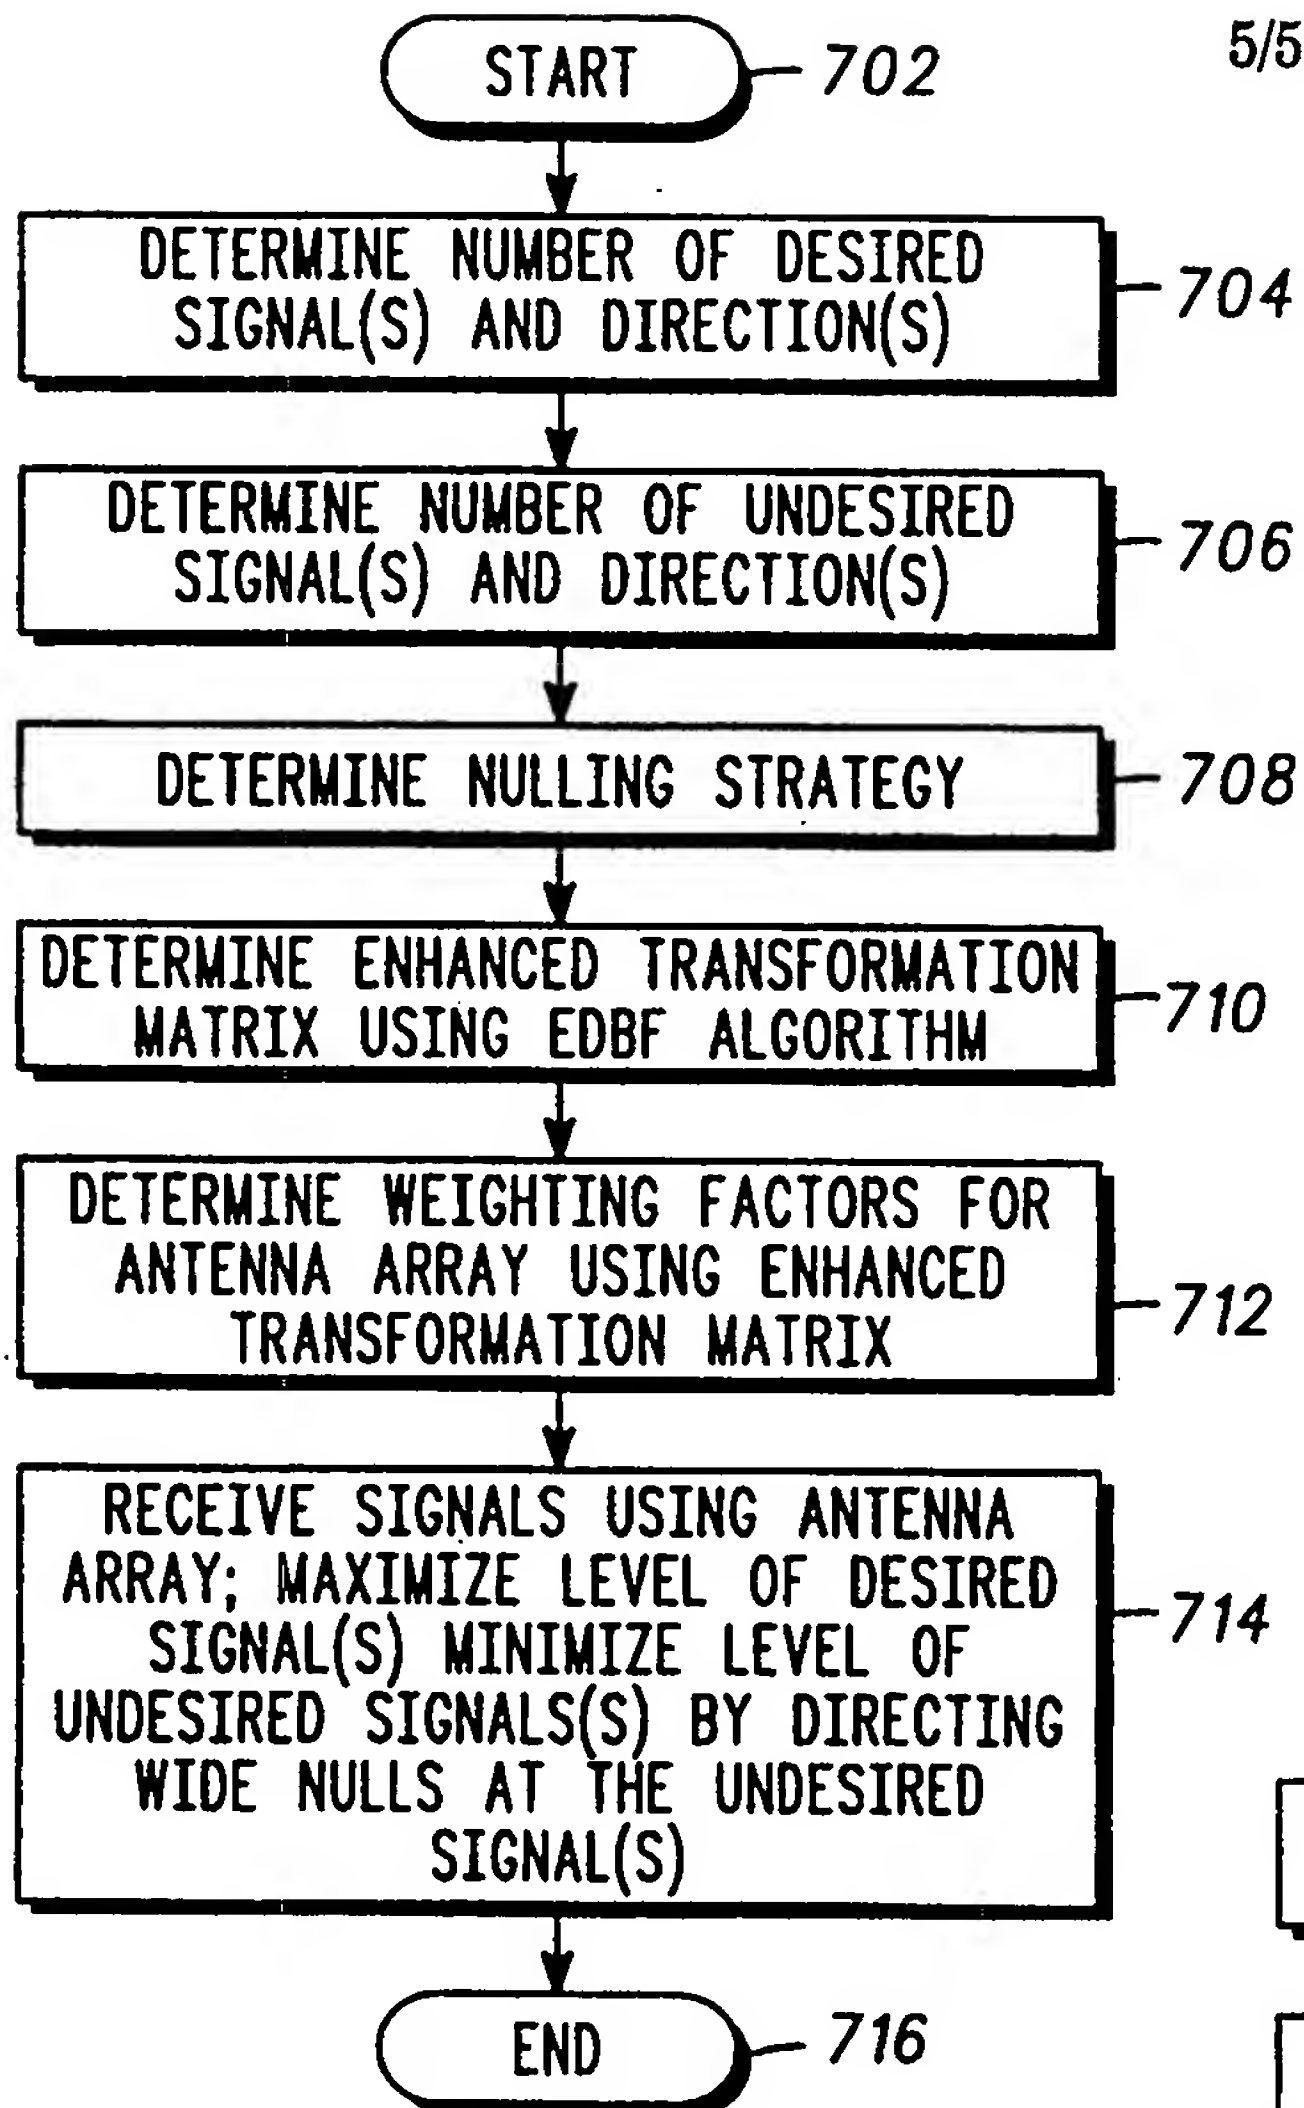 5/5
START
702
DETERMINE NUMBER OF DESIRED
SIGNAL(S) AND DIRECTION(S)
704
DETERMINE NUMBER OF UNDESIRED
SIGNAL(S) AND DIRECTION(S)
706
DETERMINE NULLING STRATEGY
708
DETERMINE ENHANCED TRANSFORMATION
MATRIX USING EDBF ALGORITHM
710
DETERMINE WEIGHTING FACTORS FOR
ANTENNA ARRAY USING ENHANCED
TRANSFORMATION MATRIX
712
RECEIVE SIGNALS USING ANTENNA
ARRAY; MAXIMIZE LEVEL OF DESIRED
SIGNAL(S) MINIMIZE LEVEL OF
UNDESIRED SIGNALS(S) BY DIRECTING
WIDE NULLS AT THE UNDESIRED
SIGNAL(S)
714
END
716